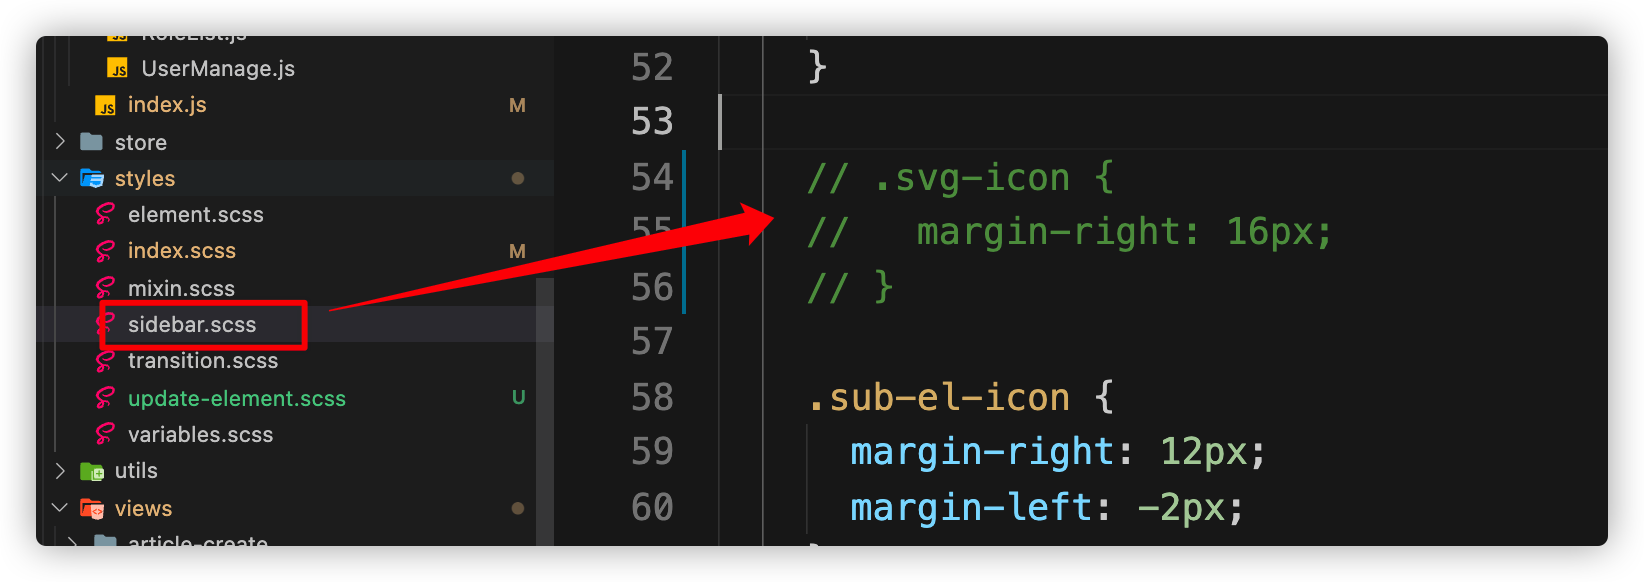 RoleList.js
UserManage.js
index.js M
store
styles
element.scss
index.scss M
mixin.scss
sidebar.scss
transition.scss
update-element.scss U
variables.scss
utils
views
article-create
52 }
53
54 // .svg-icon {
55 //   margin-right: 16px;
56 // }
57
58 .sub-el-icon {
59 margin-right: 12px;
60 margin-left: -2px;